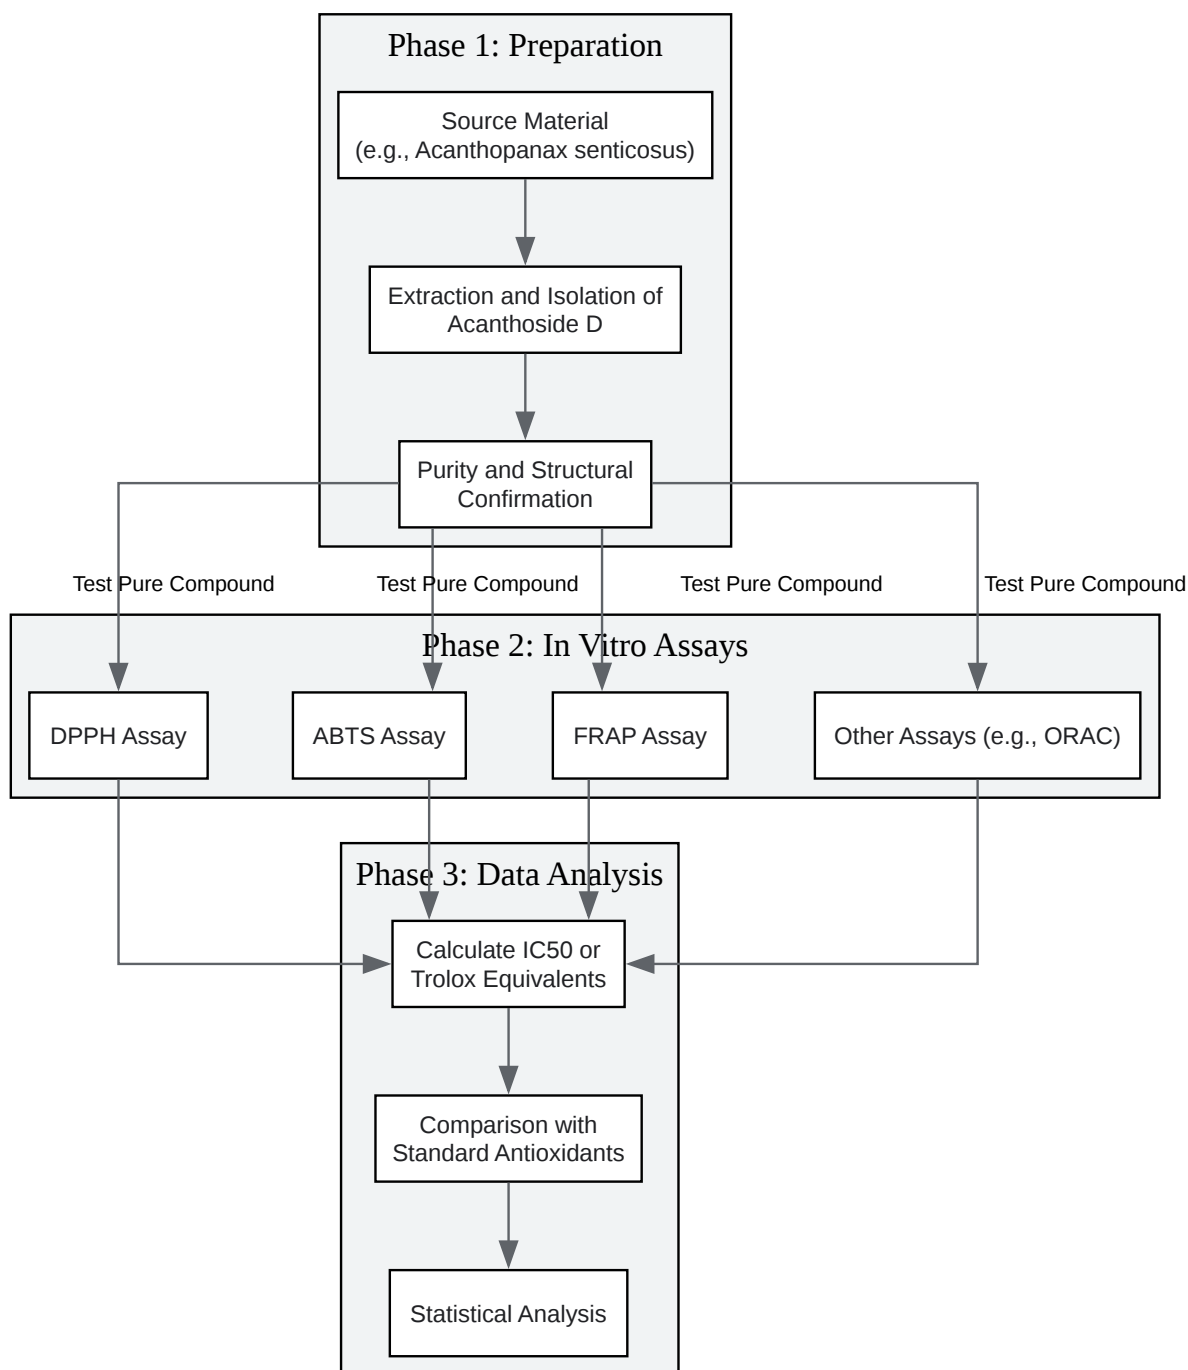 Phase 1: Preparation
Source Material
(e.g., Acanthopanax senticosus)
Extraction and Isolation of
Acanthoside D
Purity and Structural
Confirmation
Test Pure Compound
Test Pure Compound
Test Pure Compound
Test Pure Compound
Phase 2: In Vitro Assays
DPPH Assay
ABTS Assay
FRAP Assay
Other Assays (e.g., ORAC)
Phase 3: Data Analysis
Calculate IC50 or
Trolox Equivalents
Comparison with
Standard Antioxidants
Statistical Analysis